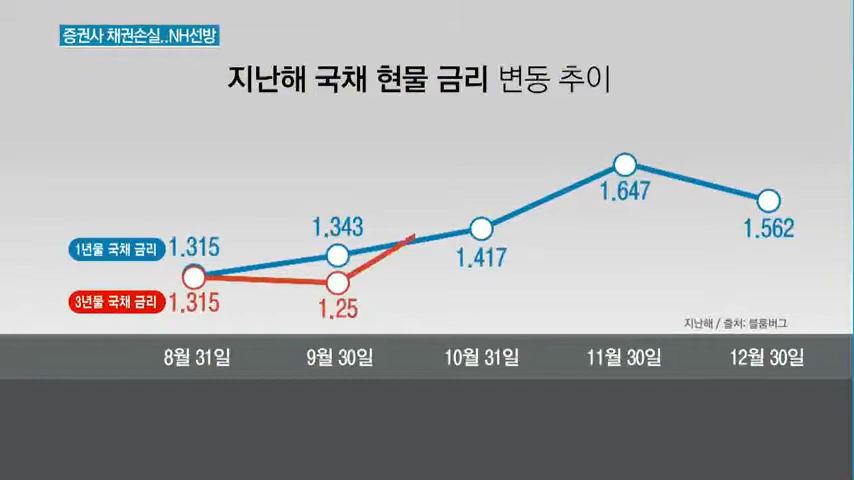 증권사 채권손실..NH선방
지난해 국채 현물 금리 변동 추이
1.647
1.343
1.562
1년물 국채 금리 1.315
1.417
3년물 국채 금리 1.315
1.25
지난해 / 출처: 블룸버그
8월 31일 9월 30일 10월 31일 11월 30일 12월 30일